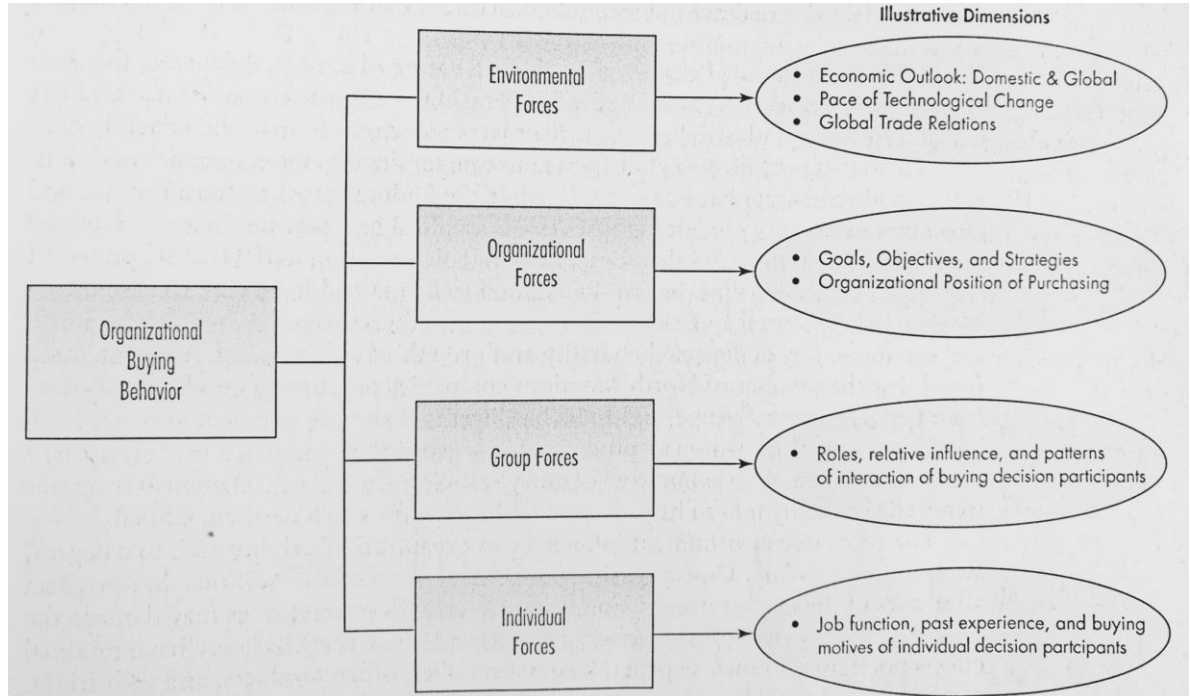 Illustrative Dimensions
Environmental
Forces
• Economic Outlook: Domestic & Global
• Pace of Technological Change
• Global Trade Relations
Organizational
Forces
• Goals, Objectives, and Strategies
• Organizational Position of Purchasing
Organizational
Buying
Behavior
Group Forces
• Roles, relative influence, and patterns
of interaction of buying decision participants
Individual
Forces
• Job function, past experience, and buying
motives of individual decision participants